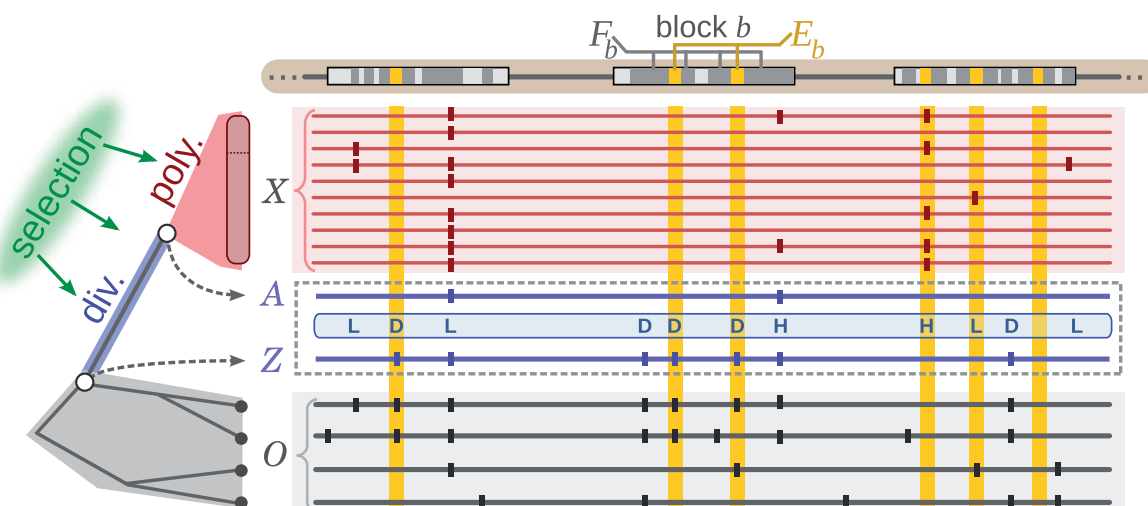 F_b block b E_b
selection
poly.
X
div.
A
L D L D D D H H L D L
Z
O